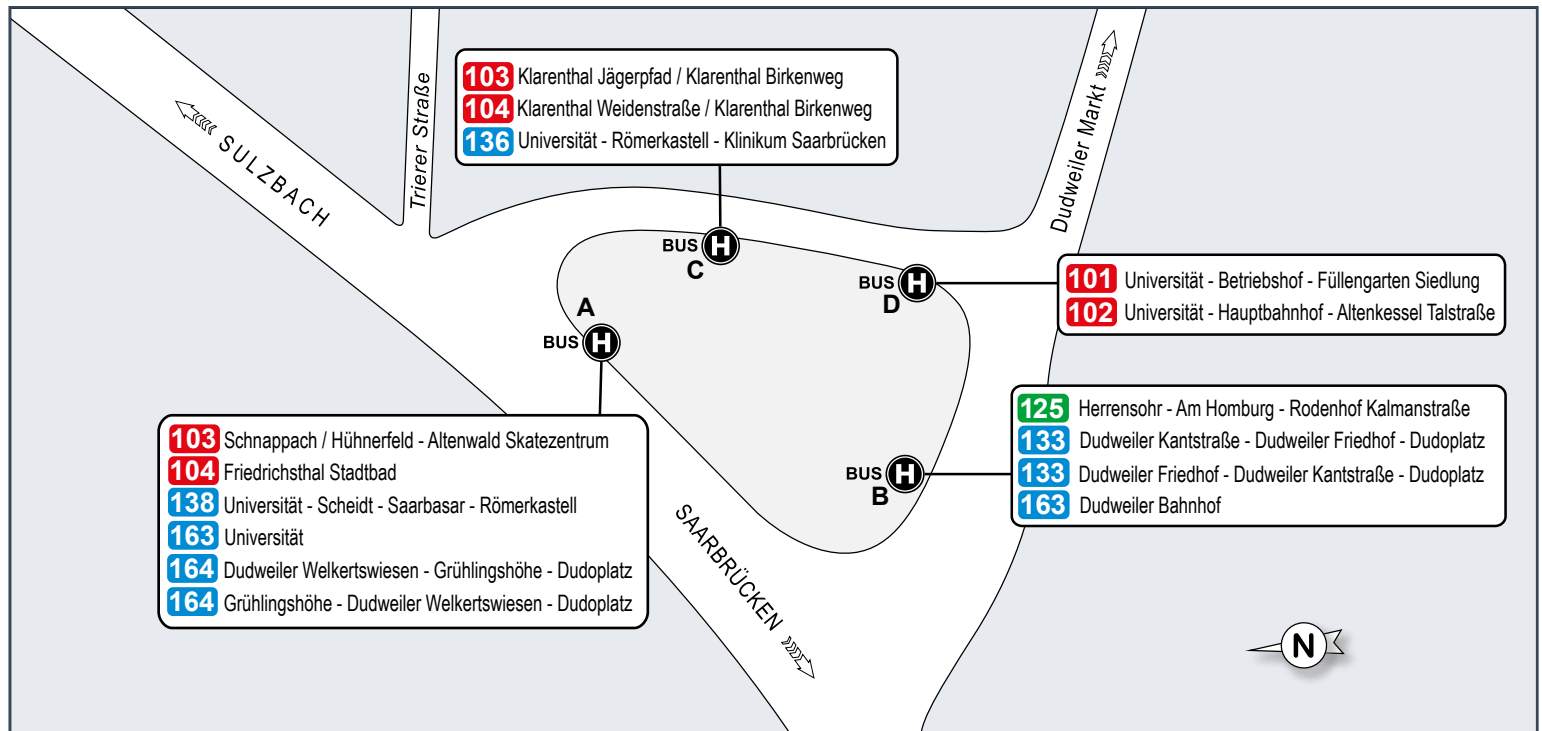 103 Klarenthal Jägerpfad / Klarenthal Birkenweg
104 Klarenthal Weidenstraße / Klarenthal Birkenweg
136 Universität - Römerkastell - Klinikum Saarbrücken
Trierer Straße
SULZBACH
Dudweiler Markt
BUS H
C
BUS H
D
101 Universität - Betriebshof - Füllengarten Siedlung
102 Universität - Hauptbahnhof - Altenkessel Talstraße
A
BUS H
125 Herrensohr - Am Homburg - Rodenhof Kalmanstraße
133 Dudweiler Kantstraße - Dudweiler Friedhof - Dudoplatz
133 Dudweiler Friedhof - Dudweiler Kantstraße - Dudoplatz
163 Dudweiler Bahnhof
BUS H
B
103 Schnappach / Hühnerfeld - Altenwald Skatezentrum
104 Friedrichsthal Stadtbad
138 Universität - Scheidt - Saarbasar - Römerkastell
163 Universität
164 Dudweiler Welkertswiesen - Grühlingshöhe - Dudoplatz
164 Grühlingshöhe - Dudweiler Welkertswiesen - Dudoplatz
SAARBRÜCKEN
N